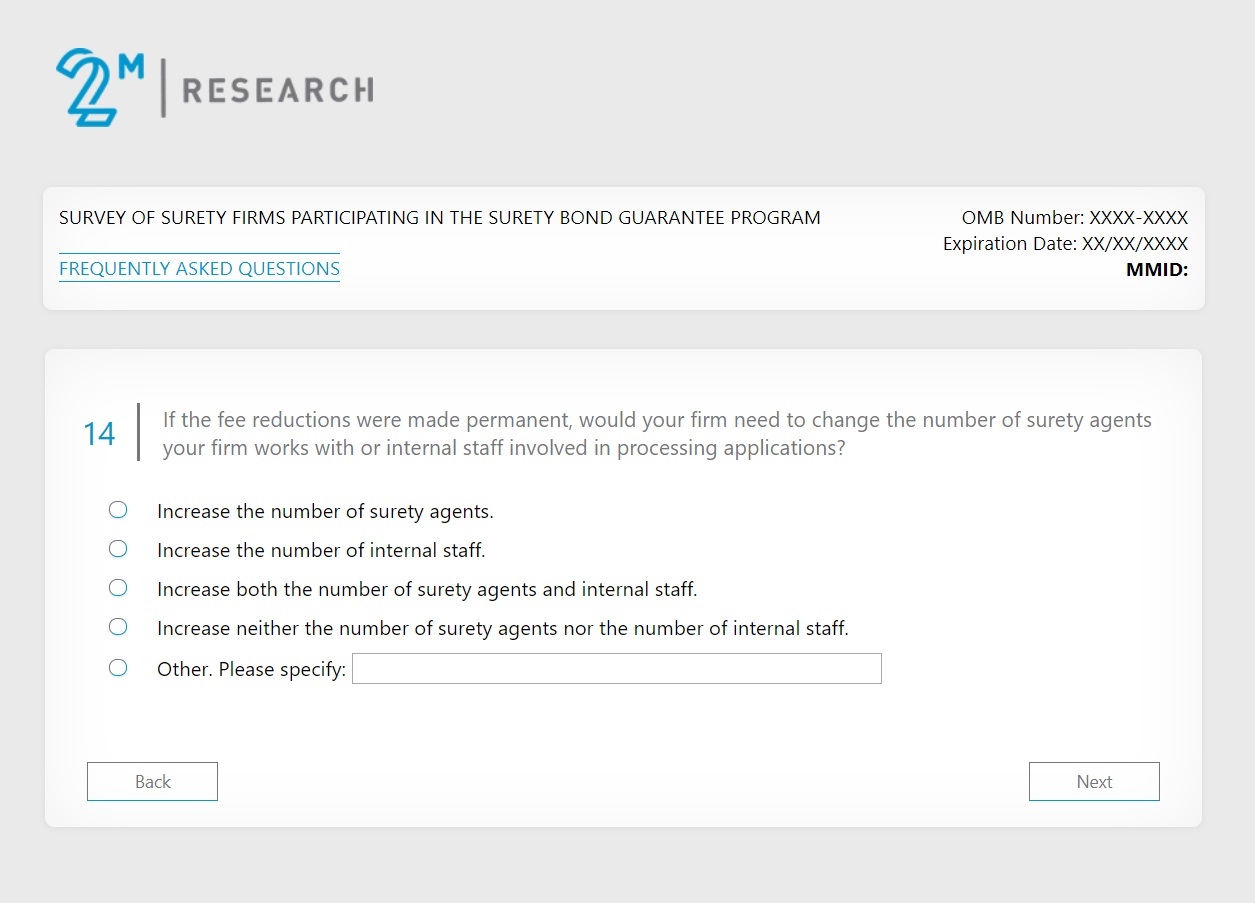 2M | RESEARCH
SURVEY OF SURETY FIRMS PARTICIPATING IN THE SURETY BOND GUARANTEE PROGRAM
FREQUENTLY ASKED QUESTIONS
OMB Number: XXXX-XXXX
Expiration Date: XX/XX/XXXX
MMID:
14
If the fee reductions were made permanent, would your firm need to change the number of surety agents
your firm works with or internal staff involved in processing applications?
Increase the number of surety agents.
Increase the number of internal staff.
Increase both the number of surety agents and internal staff.
Increase neither the number of surety agents nor the number of internal staff.
Other. Please specify:
Back
Next